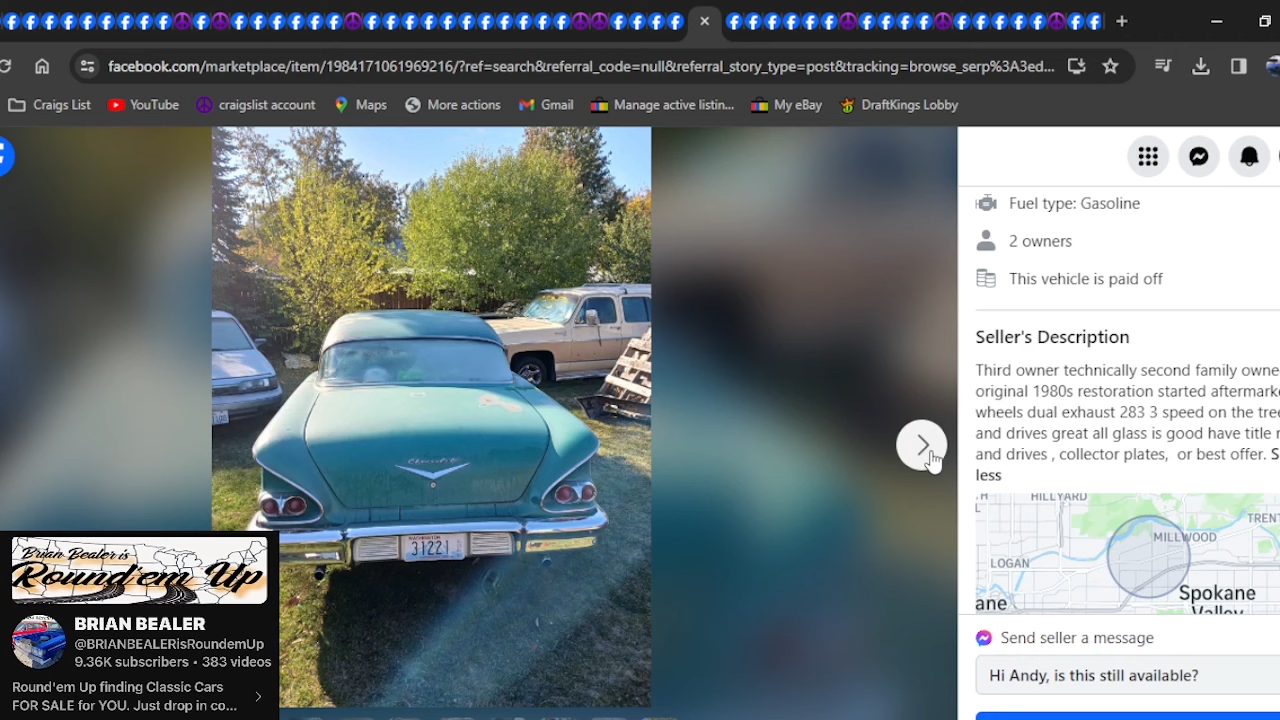 facebook.com/marketplace/item/1984171061969216/?ref=search&referral_code=null&referral_story_type=post&tracking=browse_serp%3A3ed...
Craigs List YouTube craigslist account Maps More actions Gmail Manage active listin... My eBay DraftKings Lobby
Fuel type: Gasoline
2 owners
This vehicle is paid off
Seller's Description
Third owner technically second family owne
original 1980s restoration started aftermarke
wheels dual exhaust 283 3 speed on the tree
and drives great all glass is good have title r
and drives , collector plates, or best offer. S
less
HILLYARD
TRENT
MILLWOOD
LOGAN
Spokane
Valley
ane
Send seller a message
Hi Andy, is this still available?
Chevrolet
WASHINGTON
31221
Brian Bealer is
Round'em Up
BRIAN BEALER
@BRIANBEALERisRoundemUp
9.36K subscribers • 383 videos
Round'em Up finding Classic Cars
FOR SALE for YOU. Just drop in co...